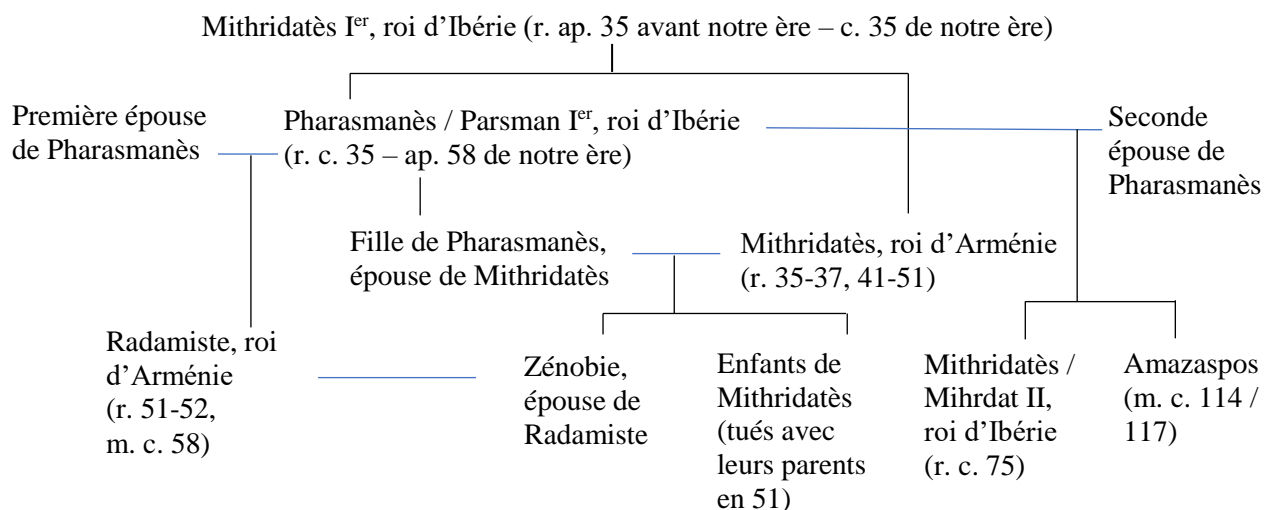 Mithridatès Iᵉʳ, roi d’Ibérie (r. ap. 35 avant notre ère – c. 35 de notre ère)
Première épouse
de Pharasmanès
Pharasmanès / Parsman Iᵉʳ, roi d’Ibérie
(r. c. 35 – ap. 58 de notre ère)
Seconde
épouse de
Pharasmanès
Fille de Pharasmanès,
épouse de Mithridatès
Mithridatès, roi d’Arménie
(r. 35-37, 41-51)
Radamiste, roi
d’Arménie
(r. 51-52,
m. c. 58)
Zénobie,
épouse de
Radamiste
Enfants de
Mithridatès
(tués avec
leurs parents
en 51)
Mithridatès /
Mihrdat II,
roi d’Ibérie
(r. c. 75)
Amazaspos
(m. c. 114 /
117)